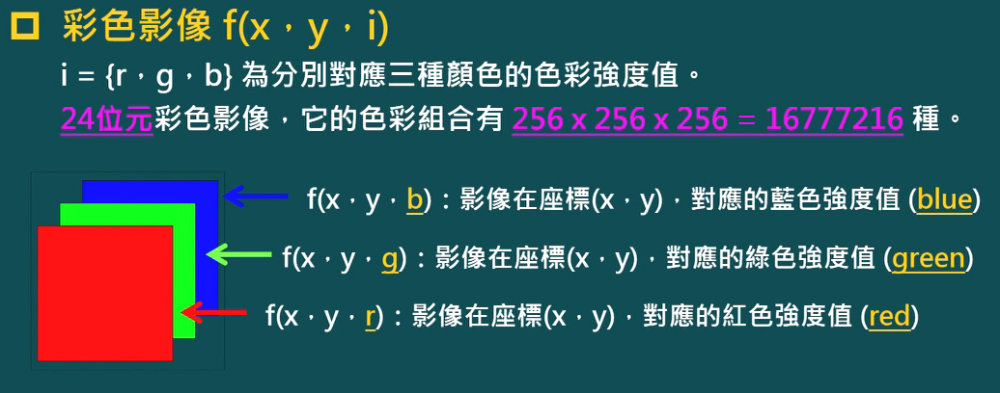 彩色影像 f(x,y,i)
i = {r,g,b} 為分別對應三種顏色的色彩強度值。
24位元彩色影像,它的色彩組合有 256 x 256 x 256 = 16777216 種。
f(x,y,b):影像在座標(x,y),對應的藍色強度值 (blue)
f(x,y,g):影像在座標(x,y),對應的綠色強度值 (green)
f(x,y,r):影像在座標(x,y),對應的紅色強度值 (red)